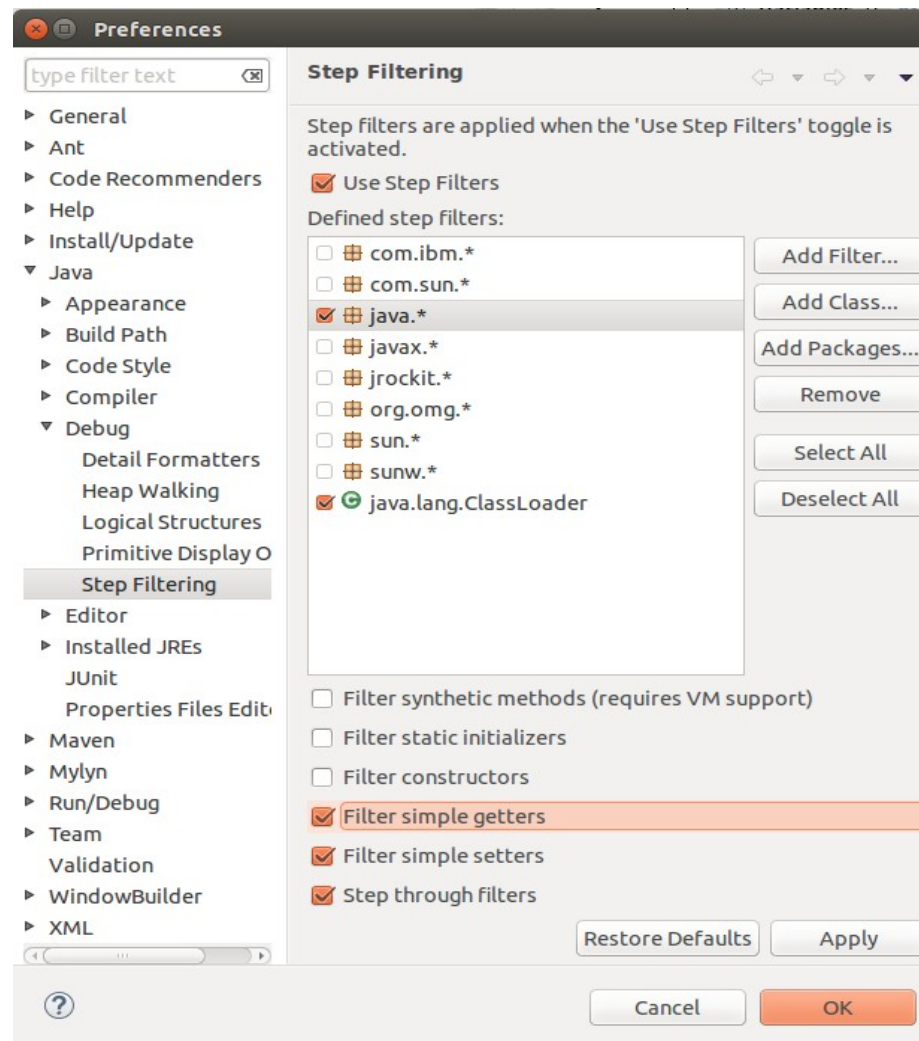 Preferences
type filter text
General
Ant
Code Recommenders
Help
Install/Update
Java
Appearance
Build Path
Code Style
Compiler
Debug
Detail Formatters
Heap Walking
Logical Structures
Primitive Display O
Step Filtering
Editor
Installed JREs
JUnit
Properties Files Edit
Maven
Mylyn
Run/Debug
Team
Validation
WindowBuilder
XML
Step Filtering
Step filters are applied when the 'Use Step Filters' toggle is
activated.
Use Step Filters
Defined step filters:
com.ibm.*
com.sun.*
java.*
javax.*
jrockit.*
org.omg.*
sun.*
sunw.*
java.lang.ClassLoader
Add Filter...
Add Class...
Add Packages...
Remove
Select All
Deselect All
Filter synthetic methods (requires VM support)
Filter static initializers
Filter constructors
Filter simple getters
Filter simple setters
Step through filters
Restore Defaults
Apply
?
Cancel
OK